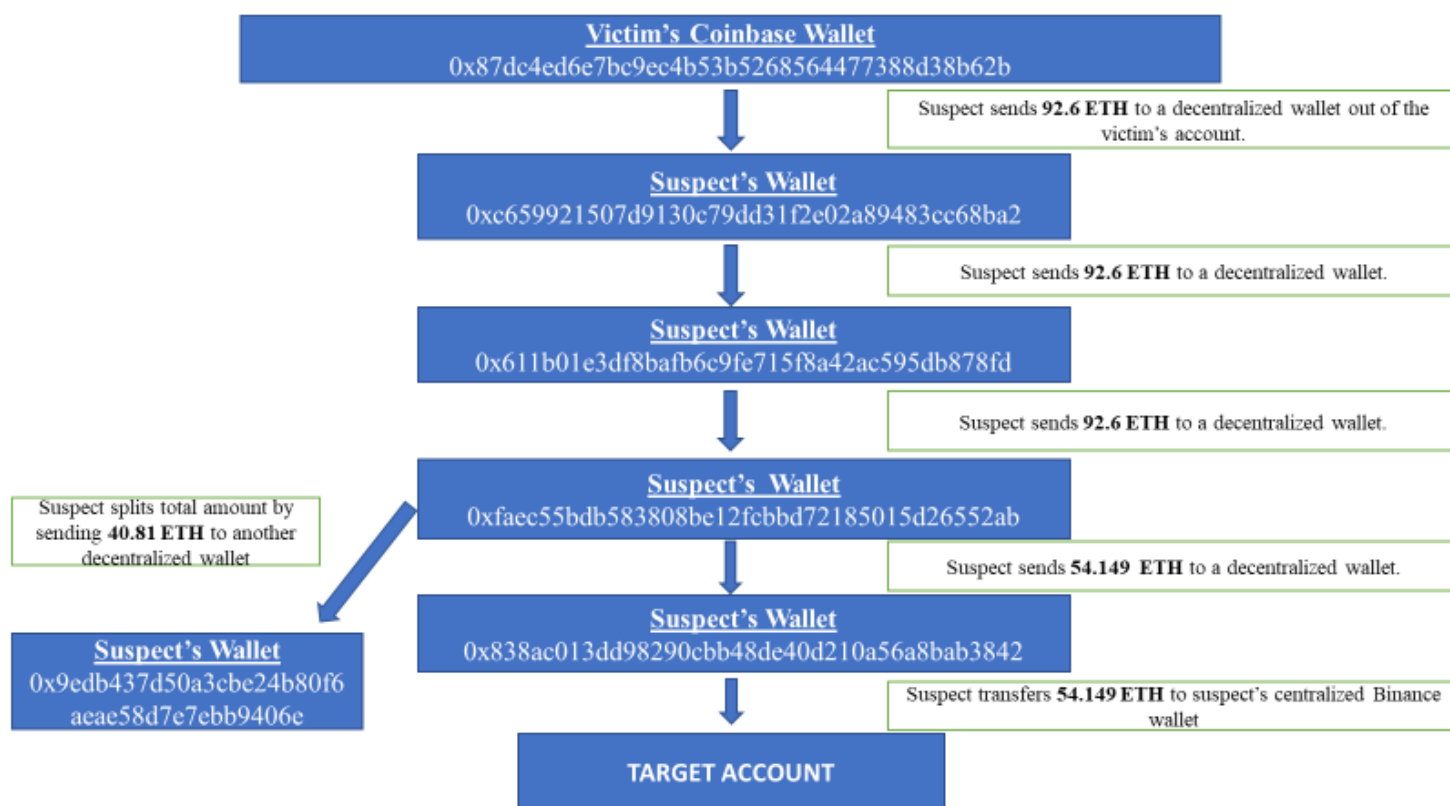 Victim's Coinbase Wallet
0x87dc4ed6e7bc9ec4b53b5268564477388d38b62b
Suspect sends 92.6 ETH to a decentralized wallet out of the
victim's account.
Suspect's Wallet
0xc659921507d9130c79dd31f2e02a89483cc68ba2
Suspect sends 92.6 ETH to a decentralized wallet.
Suspect's Wallet
0x611b01e3df8bafb6c9fe715f8a42ac595db878fd
Suspect sends 92.6 ETH to a decentralized wallet.
Suspect's Wallet
0xfaec55bdb583808be12fcbbd72185015d26552ab
Suspect splits total amount by
sending 40.81 ETH to another
decentralized wallet
Suspect sends 54.149 ETH to a decentralized wallet.
Suspect's Wallet
0x9edb437d50a3cbe24b80f6
aeae58d7e7ebb9406e
Suspect's Wallet
0x838ac013dd98290cbb48de40d210a56a8bab3842
Suspect transfers 54.149 ETH to suspect's centralized Binance
wallet
TARGET ACCOUNT